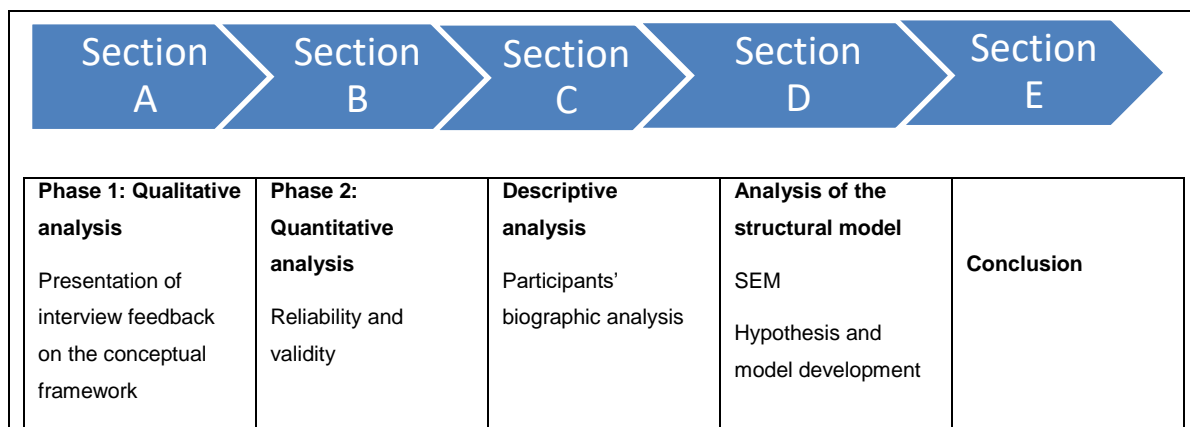 Section
A
Section
B
Section
C
Section
D
Section
E
Phase 1: Qualitative
analysis
Presentation of
interview feedback
on the conceptual
framework
Phase 2:
Quantitative
analysis
Reliability and
validity
Descriptive
analysis
Participants’
biographic analysis
Analysis of the
structural model
SEM
Hypothesis and
model development
Conclusion